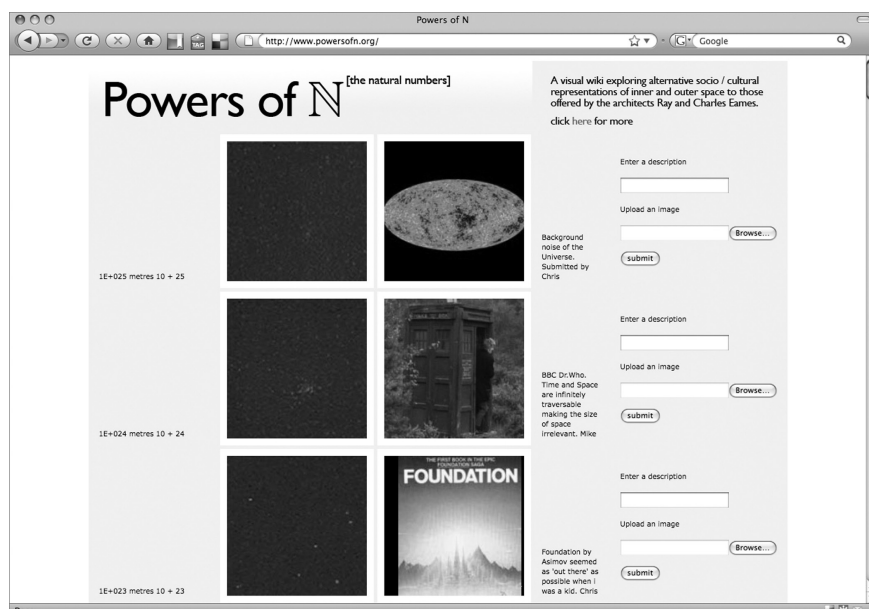 Powers of N
http://www.powersofn.org/
G
Google
TAG
Powers of ℕ [the natural numbers]
A visual wiki exploring alternative socio / cultural
representations of inner and outer space to those
offered by the architects Ray and Charles Eames.
click here for more
1E+025 metres 10 + 25
Background
noise of the
Universe.
Submitted by
Chris
Enter a description
Upload an image
Browse...
submit
1E+024 metres 10 + 24
BBC Dr.Who.
Time and Space
are infinitely
traversable
making the size
of space
irrelevant. Mike
Enter a description
Upload an image
Browse...
submit
1E+023 metres 10 + 23
THE FIRST BOOK IN THE EPIC
FOUNDATION SAGA
FOUNDATION
Foundation by
Asimov seemed
as 'out there' as
possible when I
was a kid. Chris
Enter a description
Upload an image
Browse...
submit